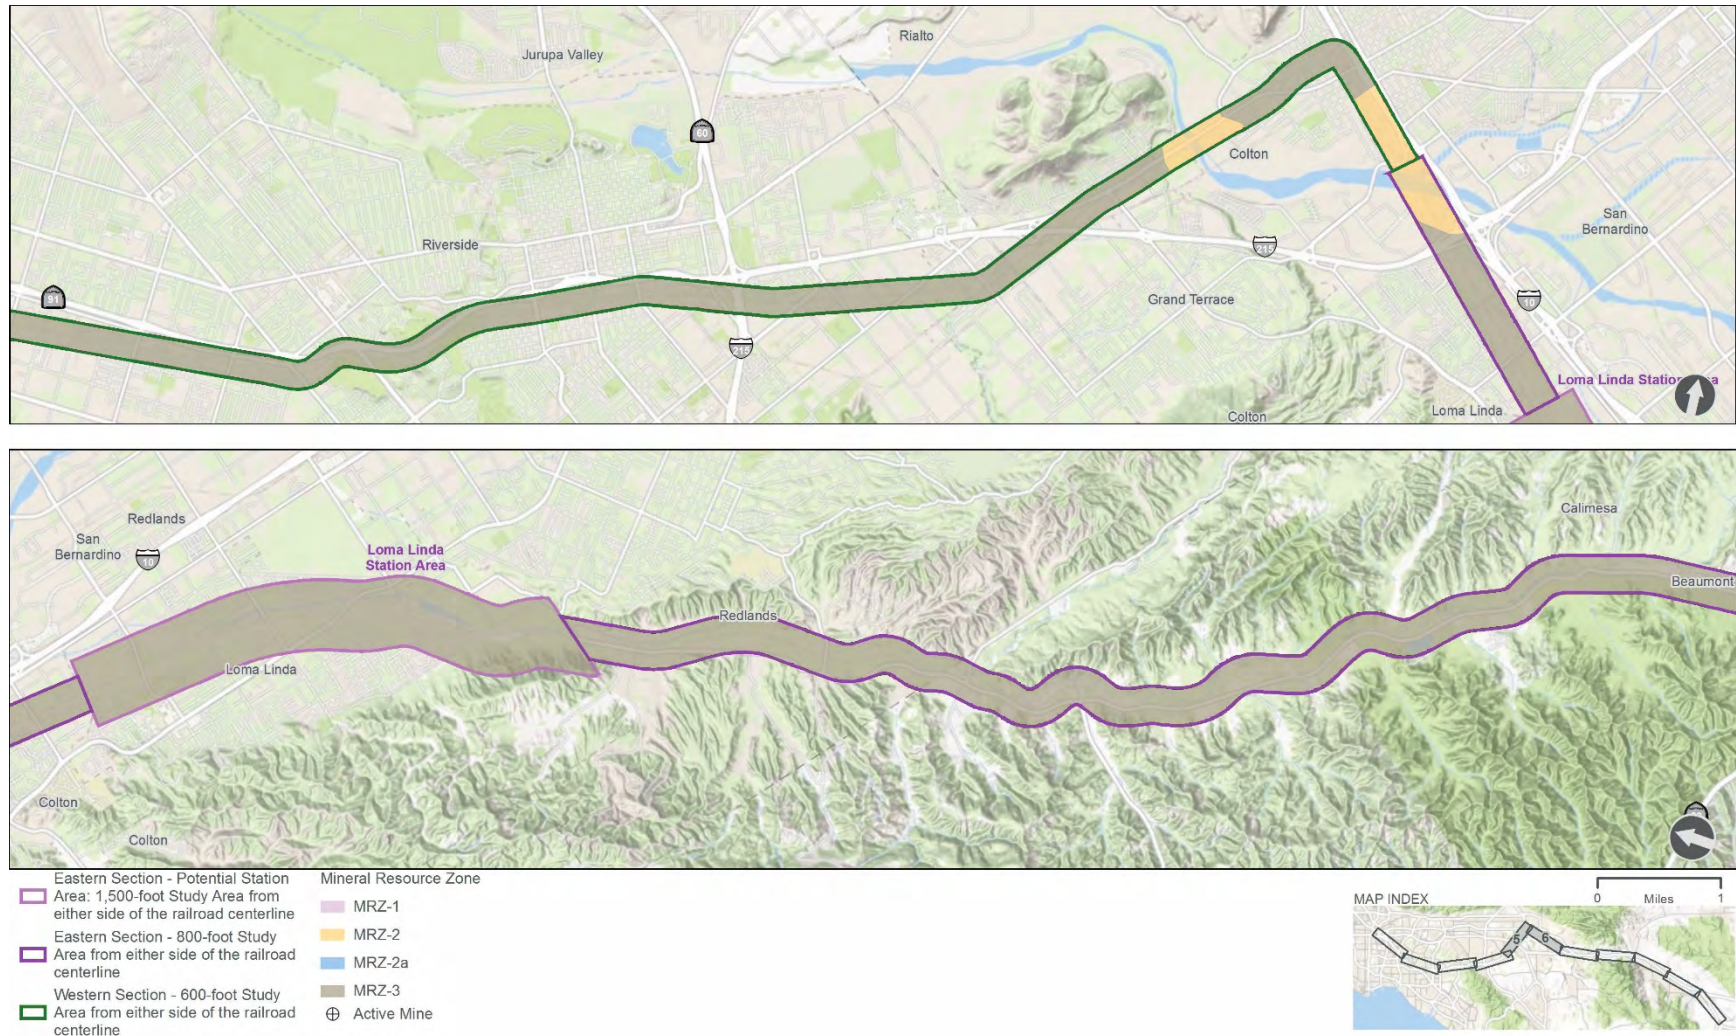 Jurupa Valley
Rialto
60
Colton
Riverside
San
Bernardino
215
91
Grand Terrace
10
215
Loma Linda Station
Colton
Loma Linda
Redlands
San
Bernardino
10
Loma Linda
Station Area
Calimesa
Beaumont
Redlands
Loma Linda
Colton
Colton
Eastern Section - Potential Station
Area: 1,500-foot Study Area from
either side of the railroad centerline
Eastern Section - 800-foot Study
Area from either side of the railroad
centerline
Western Section - 600-foot Study
Area from either side of the railroad
centerline
Mineral Resource Zone
MRZ-1
MRZ-2
MRZ-2a
MRZ-3
Active Mine
MAP INDEX
0 Miles 1
5
6